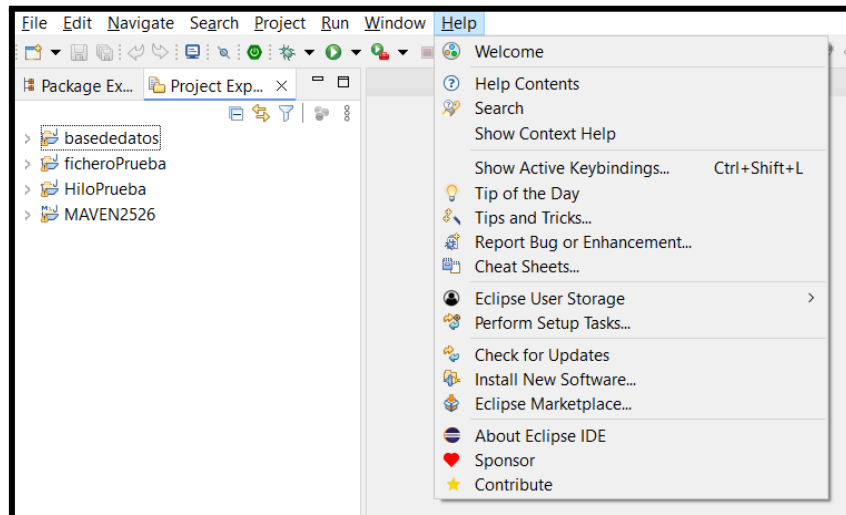 File Edit Navigate Search Project Run Window Help
Package Ex... Project Exp...
basededatos
ficheroPrueba
HiloPrueba
MAVEN2526
Welcome
Help Contents
Search
Show Context Help
Show Active Keybindings... Ctrl+Shift+L
Tip of the Day
Tips and Tricks...
Report Bug or Enhancement...
Cheat Sheets...
Eclipse User Storage
Perform Setup Tasks...
Check for Updates
Install New Software...
Eclipse Marketplace...
About Eclipse IDE
Sponsor
Contribute